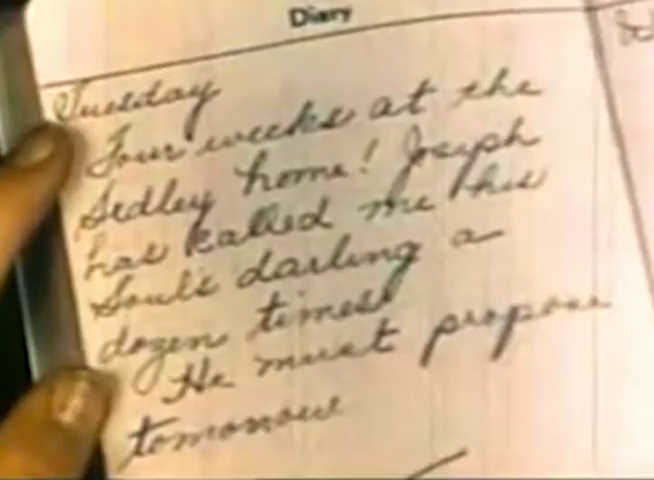 Diary
Tuesday
Four weeks at the
Sedley home! Joseph
has called me his
Soul's darling a
dozen times
He must propose
tomorrow